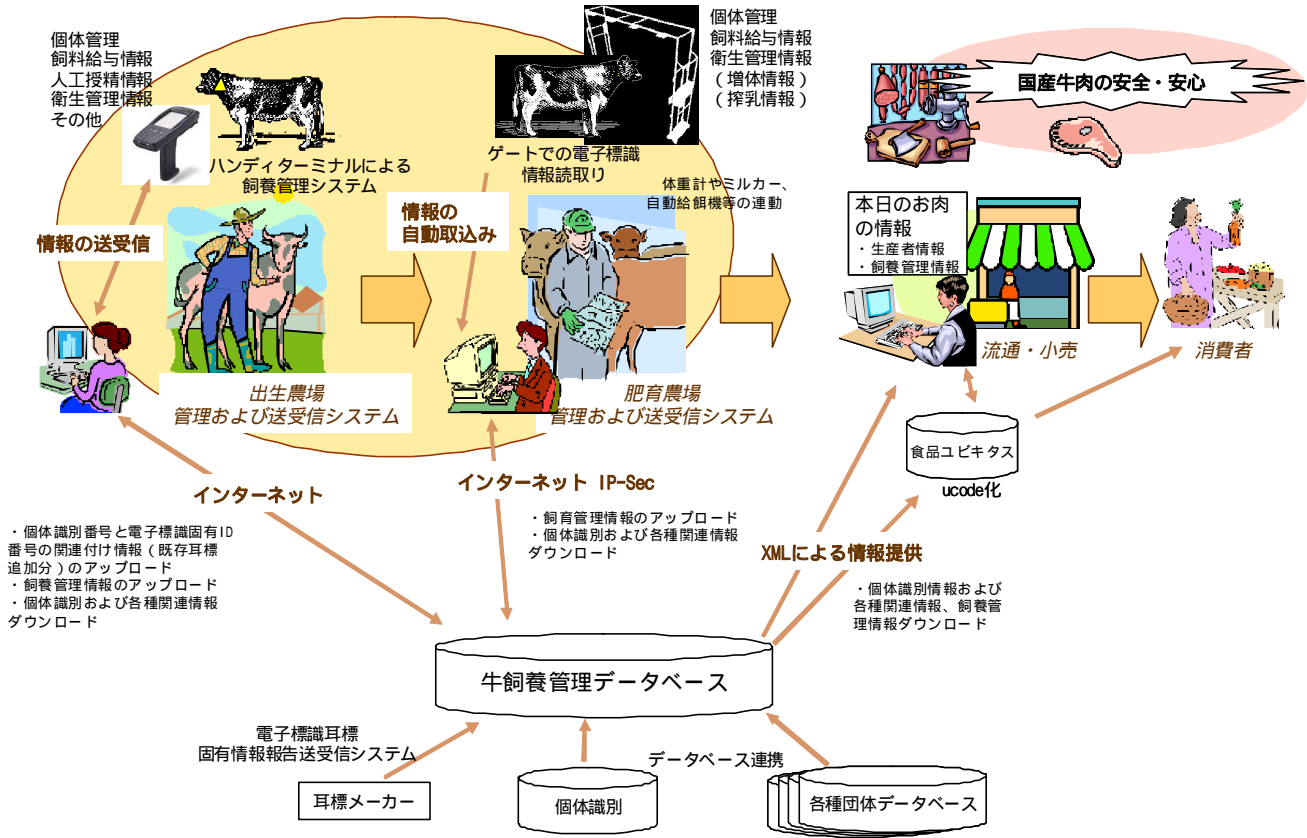 個体管理
飼料給与情報
人工授精情報
衛生管理情報
その他
ハンディターミナルによる
飼養管理システム
情報の送受信
個体管理
飼料給与情報
衛生管理情報
(増体情報)
(搾乳情報)
ゲートでの電子標識
情報読取り
体重計やミルカー、
自動給餌機等の連動
情報の
自動取込み
国産牛肉の安全・安心
本日のお肉
の情報
・生産者情報
・飼養管理情報
出生農場
管理および送受信システム
肥育農場
管理および送受信システム
流通・小売
消費者
食品ユビキタス
ucode化
インターネット
・個体識別番号と電子標識固有ID
番号の関連付け情報(既存耳標
追加分)のアップロード
・飼養管理情報のアップロード
・個体識別および各種関連情報
ダウンロード
インターネット IP-Sec
・飼育管理情報のアップロード
・個体識別および各種関連情報
ダウンロード
XMLによる情報提供
・個体識別情報および
各種関連情報、飼養管
理情報ダウンロード
牛飼養管理データベース
電子標識耳標
固有情報報告送受信システム
データベース連携
耳標メーカー
個体識別
各種団体データベース